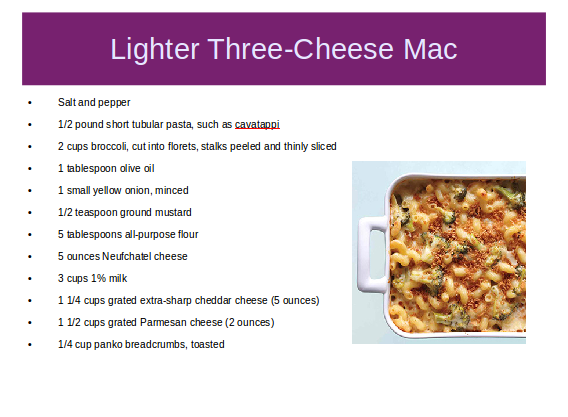 Lighter Three-Cheese Mac
• Salt and pepper
• 1/2 pound short tubular pasta, such as cavatappi
• 2 cups broccoli, cut into florets, stalks peeled and thinly sliced
• 1 tablespoon olive oil
• 1 small yellow onion, minced
• 1/2 teaspoon ground mustard
• 5 tablespoons all-purpose flour
• 5 ounces Neufchatel cheese
• 3 cups 1% milk
• 1 1/4 cups grated extra-sharp cheddar cheese (5 ounces)
• 1 1/2 cups grated Parmesan cheese (2 ounces)
• 1/4 cup panko breadcrumbs, toasted